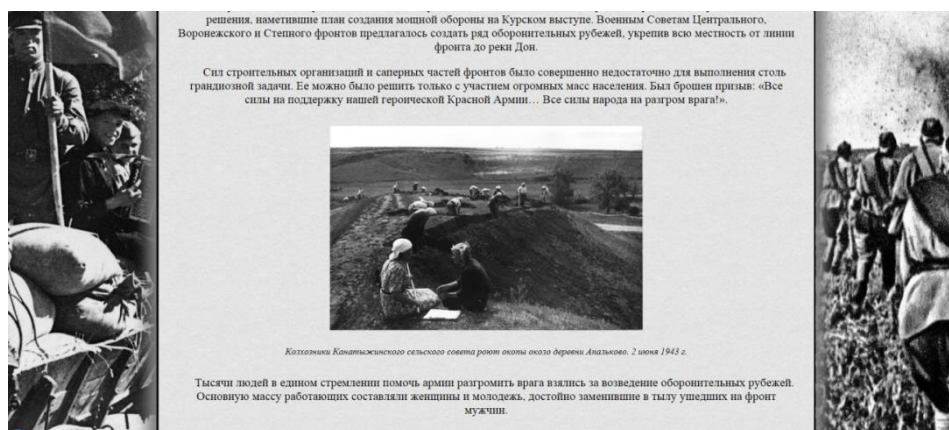 решения, наметившие план создания мощной обороны на Курском выступе. Военным Советам Центрального,
Воронежского и Степного фронтов предлагалось создать ряд оборонительных рубежей, укрепив всю местность от линии
фронта до реки Дон.
Сил строительных организаций и саперных частей фронтов было совершенно недостаточно для выполнения столь
грандиозной задачи. Ее можно было решить только с участием огромных масс населения. Был брошен призыв: «Все
силы на поддержку нашей героической Красной Армии… Все силы народа на разгром врага!».
Колхозники Канатыжинского сельского совета роют окопы около деревни Апальково. 2 июня 1943 г.
Тысячи людей в едином стремлении помочь армии разгромить врага взялись за возведение оборонительных рубежей.
Основную массу работающих составляли женщины и молодежь, достойно заменившие в тылу ушедших на фронт
мужчин.